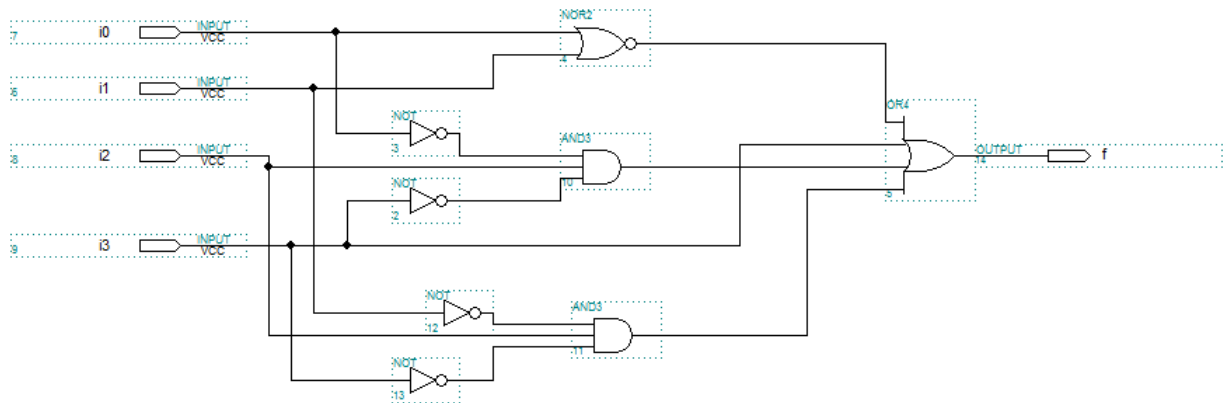 NOR2
INPUT
VCC
7
i0
4
INPUT
VCC
6
i1
NOT
3
OR4
AND3
INPUT
VCC
8
i2
10
OUTPUT
14
f
NOT
2
5
INPUT
VCC
9
i3
NOT
12
AND3
11
NOT
13